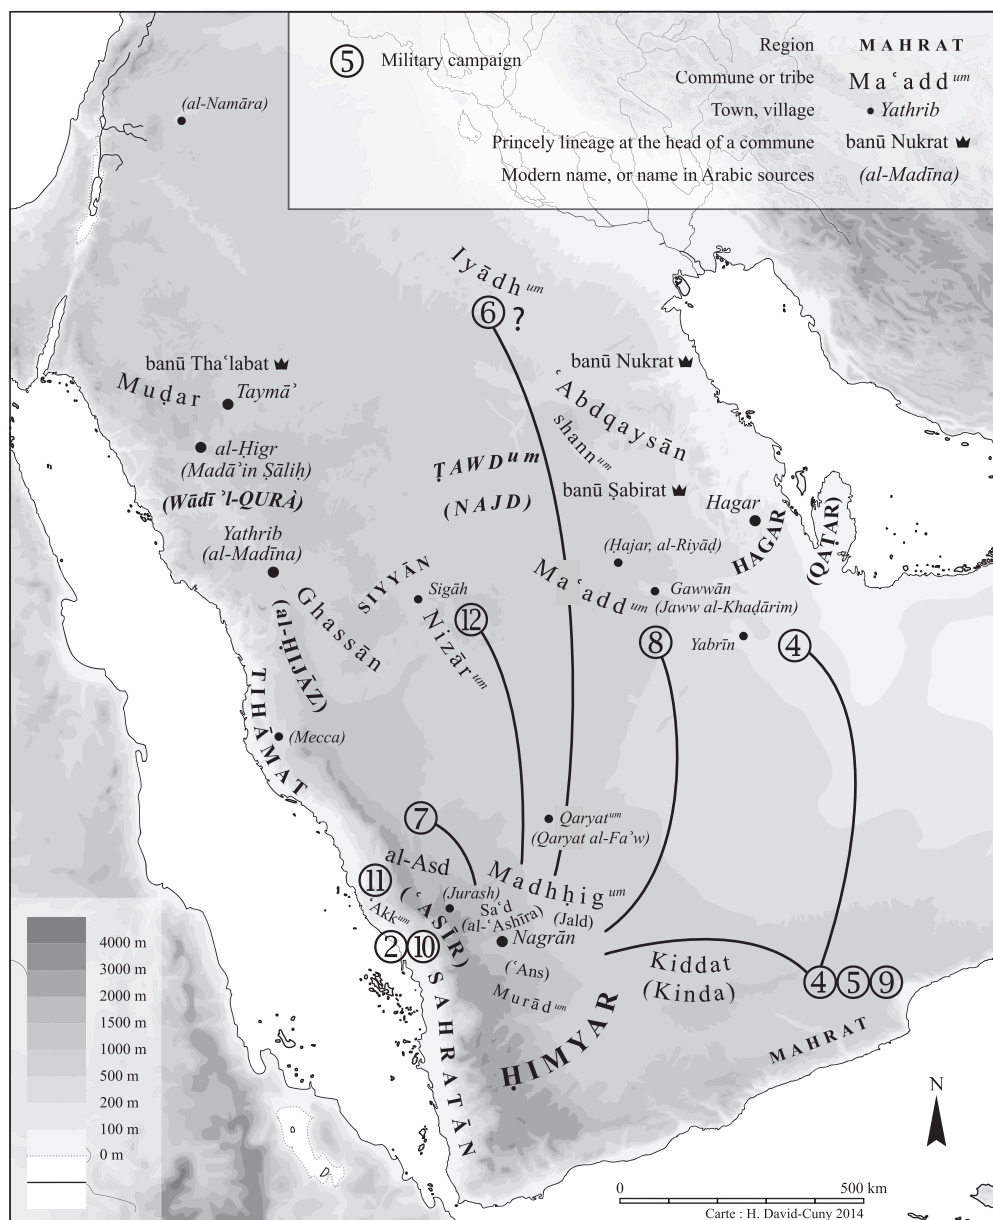 ⑤ Military campaign
Region MAHRAT
Commune or tribe Maʿadd um
Town, village • Yathrib
Princely lineage at the head of a commune banū Nukrat
Modern name, or name in Arabic sources (al-Madīna)
(al-Namāra)
Iyādh um
⑥ ?
banū Thaʿlabat
banū Nukrat
Muḍar
Taymāʾ
ʿAbdqaysān
shann um
al-Ḥigr
(Madāʾin Ṣāliḥ)
ṬAWD um
(NAJD)
(Wādī ʾl-QURÀ)
banū Ṣabirat
Hagar
HAGAR
(QAṬAR)
Yathrib
(al-Madīna)
(Ḥajar, al-Riyāḍ)
Maʿadd um
Gawwān
(Jaww al-Khaḍārim)
SIYYĀN
Sigāh
Ghassān
(al-ḤIJĀZ)
Nizār um
⑫
⑧
Yabrīn
④
TIHĀMAT
(Mecca)
⑦
Qaryat um
(Qaryat al-Faʾw)
al-Asd
Madhḥig um
⑪
(Jurash)
(ʿASĪR)
ʿAkk um
Saʿd
(al-ʿAshīra)
(Jald)
Nagrān
② ⑩
(ʿAns)
Kiddat
(Kinda)
④ ⑤ ⑨
Murād um
SAHRATĀN
ḤIMYAR
MAHRAT
4000 m
3000 m
2000 m
1500 m
1000 m
500 m
200 m
100 m
0 m
N
0 500 km
Carte : H. David-Cuny 2014